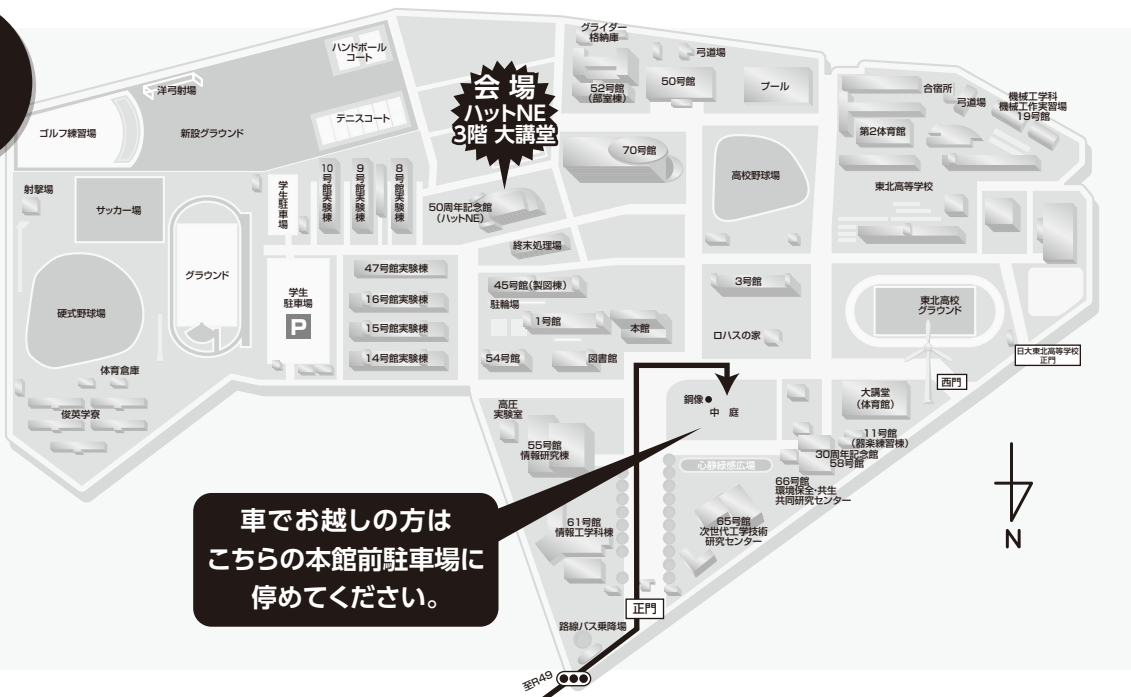 グライダー
格納庫
弓道場
52号館
(部室棟)
50号館
プール
ハンドボール
コート
洋弓射場
ゴルフ練習場
新設グラウンド
テニスコート
会場
ハットNE
3階 大講堂
70号館
高校野球場
合宿所
弓道場
機械工学科
機械工作実習場
19号館
第2体育館
東北高等学校
射撃場
サッカー場
学生駐車場
10号館実験棟
9号館実験棟
8号館実験棟
50周年記念館
(ハットNE)
終末処理場
硬式野球場
グラウンド
学生
駐車場
P
47号館実験棟
16号館実験棟
15号館実験棟
14号館実験棟
45号館(製図棟)
駐輪場
1号館
本館
54号館
図書館
3号館
ロハスの家
東北高校
グラウンド
日大東北高等学校
正門
西門
体育倉庫
俊英学寮
高圧
実験室
55号館
情報研究棟
銅像
中庭
大講堂
(体育館)
11号館
(器楽練習棟)
30周年記念館
58号館
心静緑感広場
66号館
環境保全・共生
共同研究センター
65号館
次世代工学技術
研究センター
61号館
情報工学科棟
車でお越しの方は
こちらの本館前駐車場に
停めてください。
正門
路線バス乗降場
至R49
N